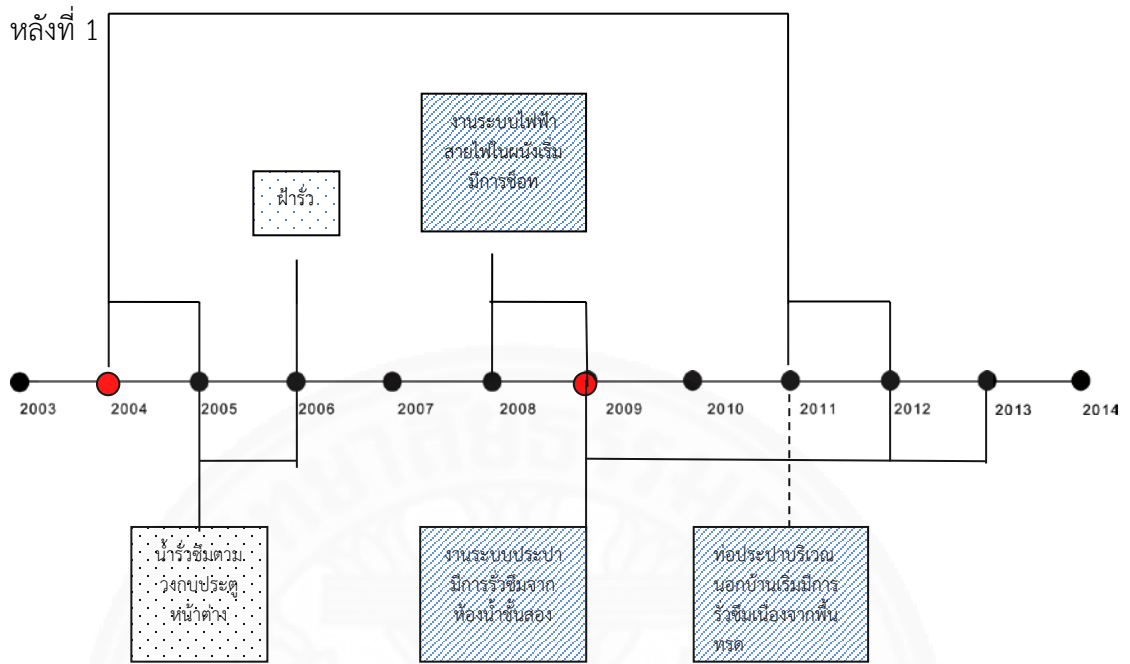 หลังที่ 1
งานระบบไฟฟ้า
สายไฟในผนังเริ่ม
มีการช็อท
ฝ้ารั่ว
2003
2004
2005
2006
2007
2008
2009
2010
2011
2012
2013
2014
น้ำรั่วซึมตวม
วงกบประตู
หน้าต่าง
งานระบบประปา
มีการรั่วซึมจาก
ห้องน้ำชั้นสอง
ท่อประปาบริเวณ
นอกบ้านเริ่มมีการ
รั่วซึมเนื่องจากพื้น
ทรด